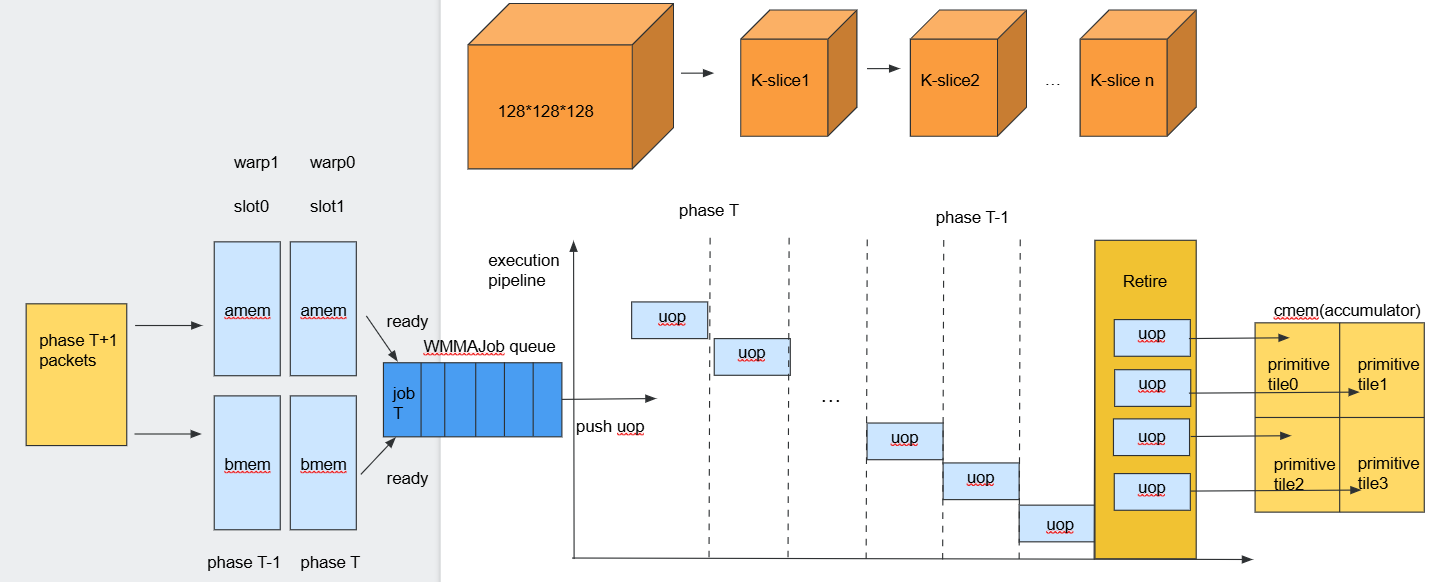 128*128*128
K-slice1
K-slice2
...
K-slice n
warp1
warp0
slot0
slot1
phase T+1
packets
amem
amem
bmem
bmem
phase T-1
phase T
ready
ready
WMMAJob queue
job
T
push uop
execution
pipeline
phase T
phase T-1
uop
uop
...
uop
uop
uop
Retire
uop
uop
uop
uop
cmem(accumulator)
primitive
tile0
primitive
tile1
primitive
tile2
primitive
tile3